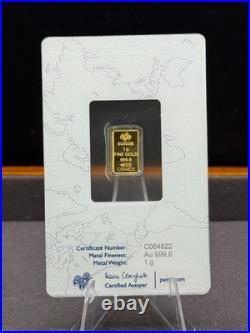 SUISSE
1 g
FINE GOLD
999.9
C004822
Certificate Number: C004822
Metal Fineness: Au 999.9
Metal Weight: 1 g
Certified Assayer